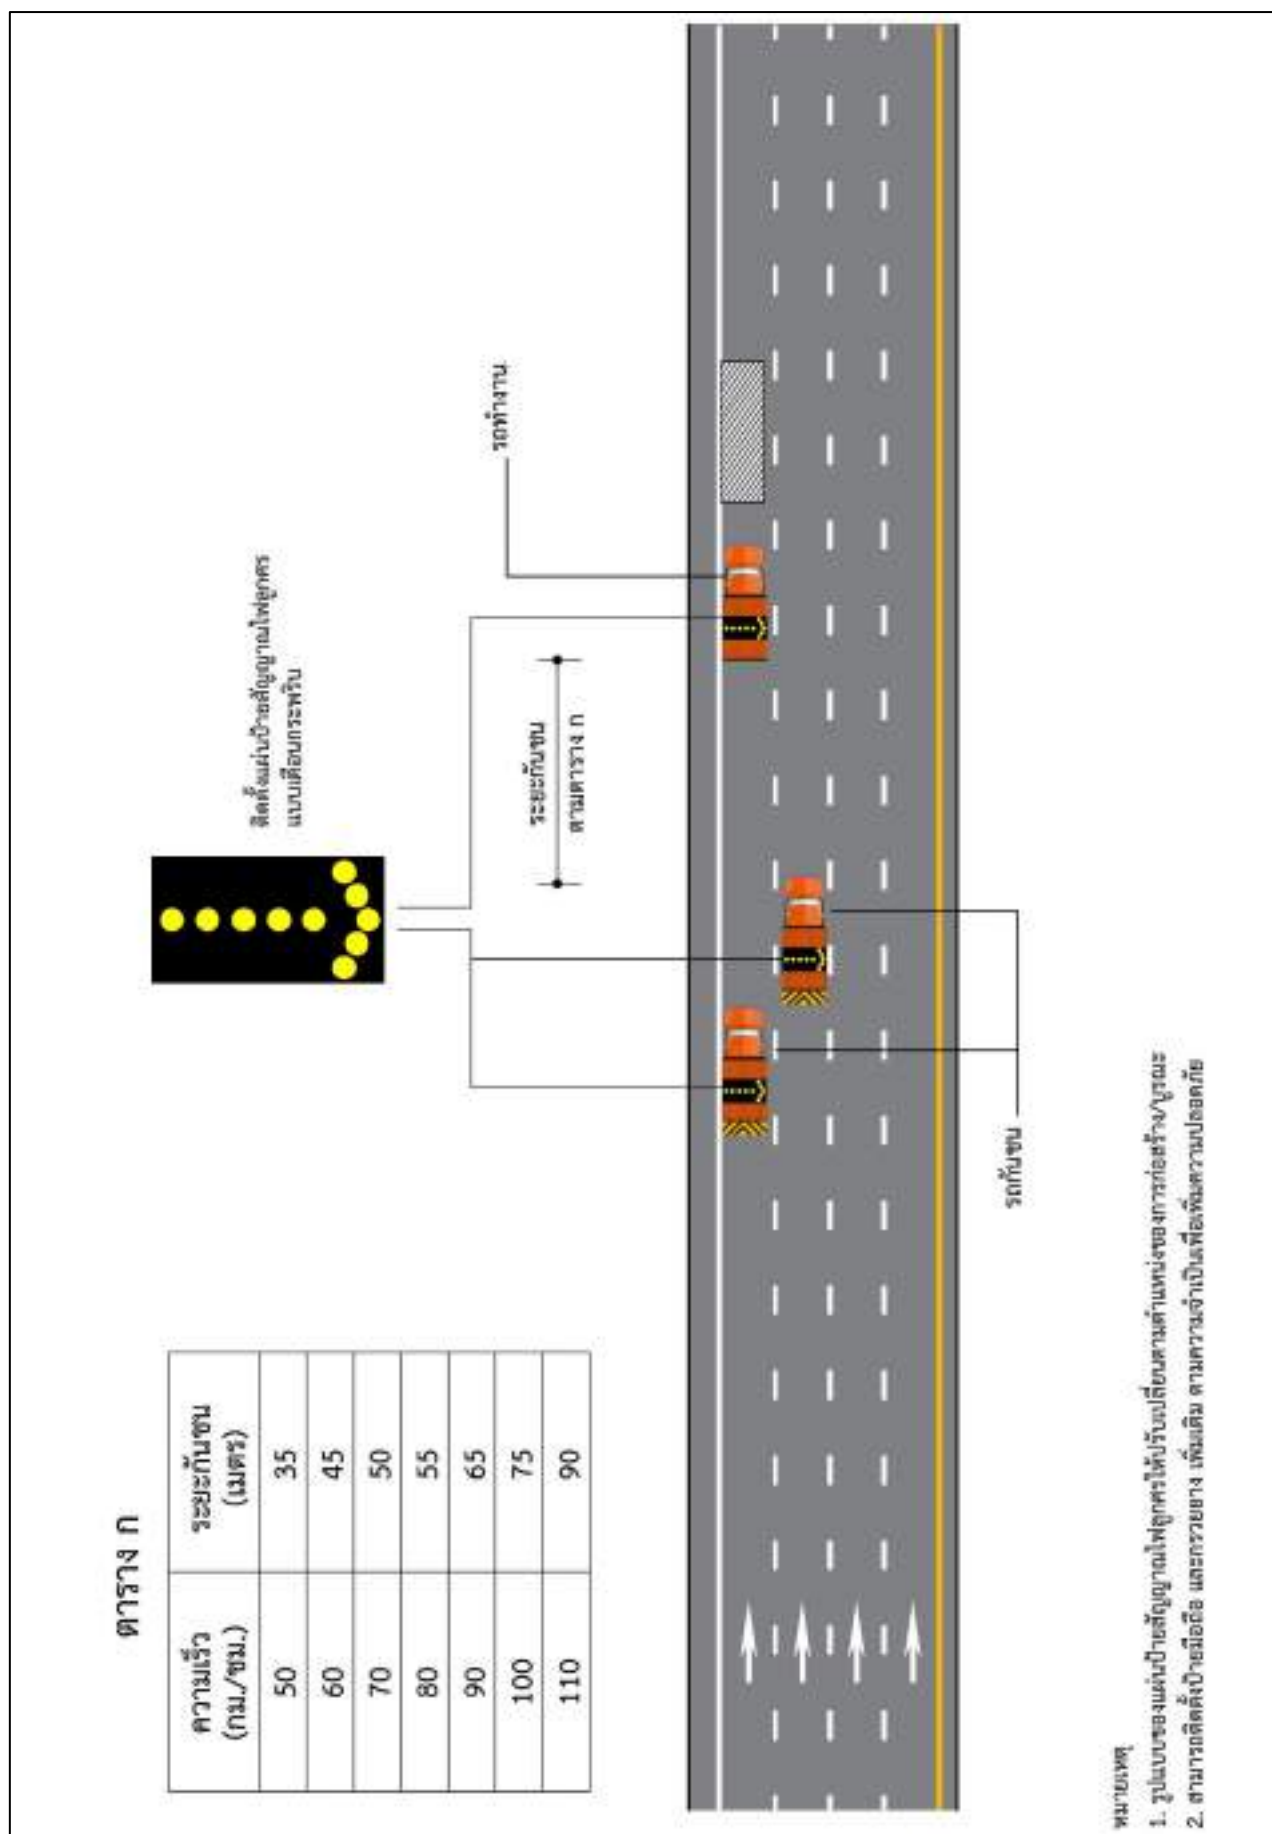 ตาราง ก
ความเร็ว (กม./ชม.) ระยะกันชน (เมตร)
50 35
60 45
70 50
80 55
90 65
100 75
110 90
ติดตั้งแผ่นป้ายสัญญาณไฟลูกศร
แบบเตือนกระพริบ
ระยะกันชน
ตามตาราง ก
รถทำงาน
รถกันชน
หมายเหตุ
1. รูปแบบของแผ่นป้ายสัญญาณไฟลูกศรให้ปรับเปลี่ยนตามตำแหน่งของการก่อสร้าง/บูรณะ
2. สามารถติดตั้งป้ายมือถือ และกรวยยาง เพิ่มเติม ตามความจำเป็นเพื่อเพิ่มความปลอดภัย